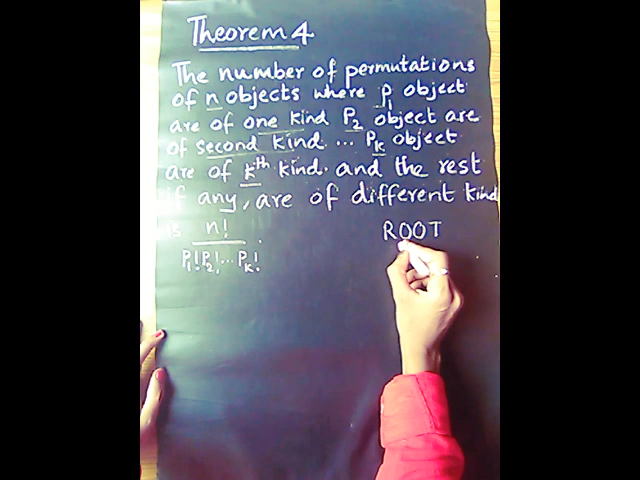 Theorem 4
The number of permutations
of n objects where p₁ object
are of one kind P₂ object are
of second kind ... Pₖ object
are of kᵗʰ kind. and the rest
if any, are of different kind
is n! .
P₁! P₂! ... Pₖ!
ROOT